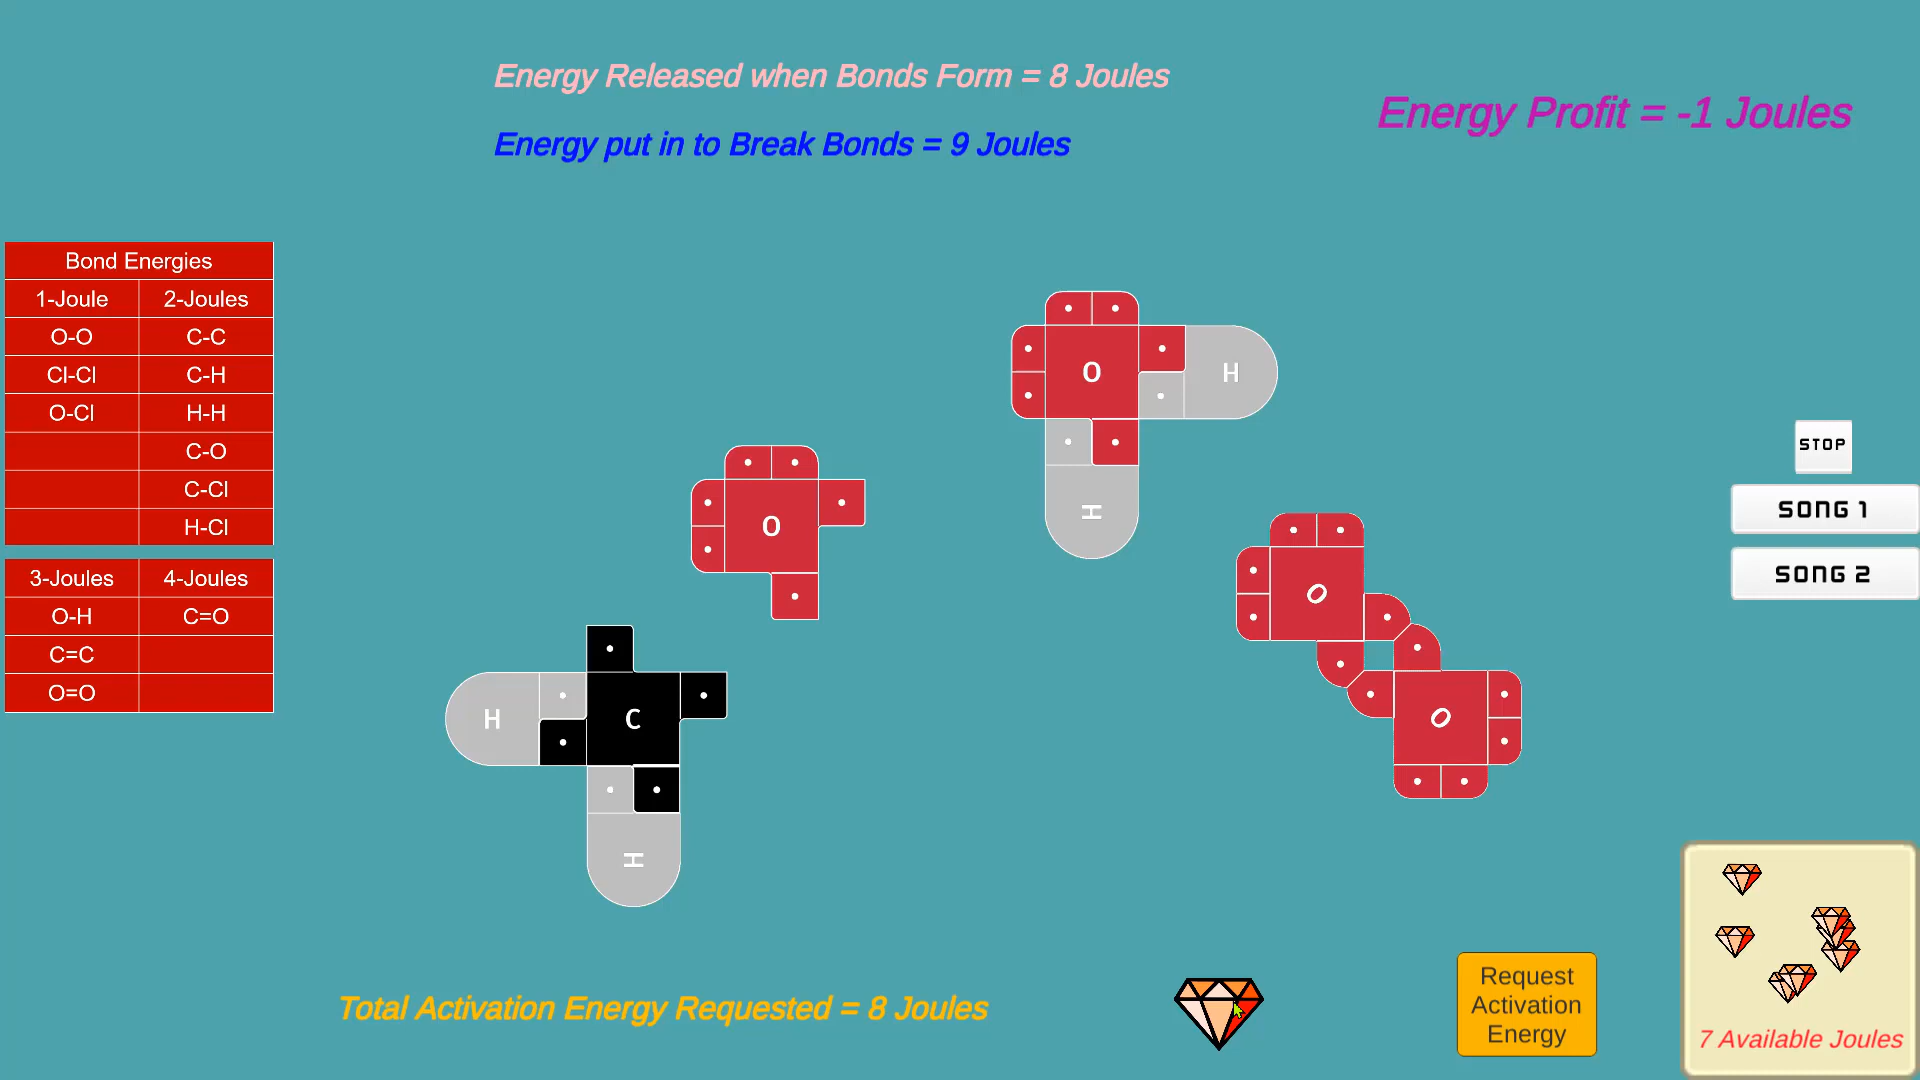 Energy Released when Bonds Form = 8 Joules
Energy Profit = -1 Joules
Energy put in to Break Bonds = 9 Joules
Bond Energies
1-Joule 2-Joules
O-O C-C
Cl-Cl C-H
O-Cl H-H
C-O
C-Cl
H-Cl
3-Joules 4-Joules
O-H C=O
C=C
O=O
O H
H
O
O
O
H C
H
STOP
SONG 1
SONG 2
Total Activation Energy Requested = 8 Joules
Request
Activation
Energy
7 Available Joules